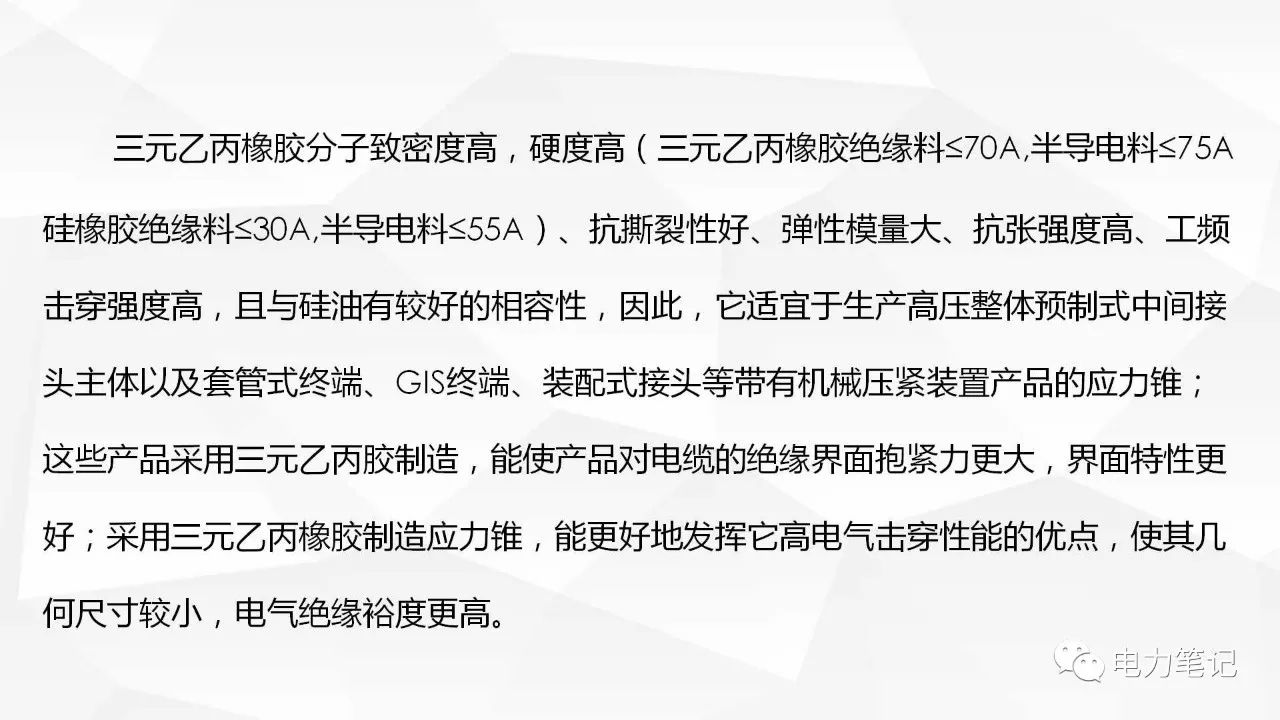 三元乙丙橡胶分子致密度高，硬度高（三元乙丙橡胶绝缘料≤70A,半导电料≤75A
硅橡胶绝缘料≤30A,半导电料≤55A）、抗撕裂性好、弹性模量大、抗张强度高、工频
击穿强度高，且与硅油有较好的相容性，因此，它适宜于生产高压整体预制式中间接
头主体以及套管式终端、GIS终端、装配式接头等带有机械压紧装置产品的应力锥；
这些产品采用三元乙丙胶制造，能使产品对电缆的绝缘界面抱紧力更大，界面特性更
好；采用三元乙丙橡胶制造应力锥，能更好地发挥它高电气击穿性能的优点，使其几
何尺寸较小，电气绝缘裕度更高。
电力笔记